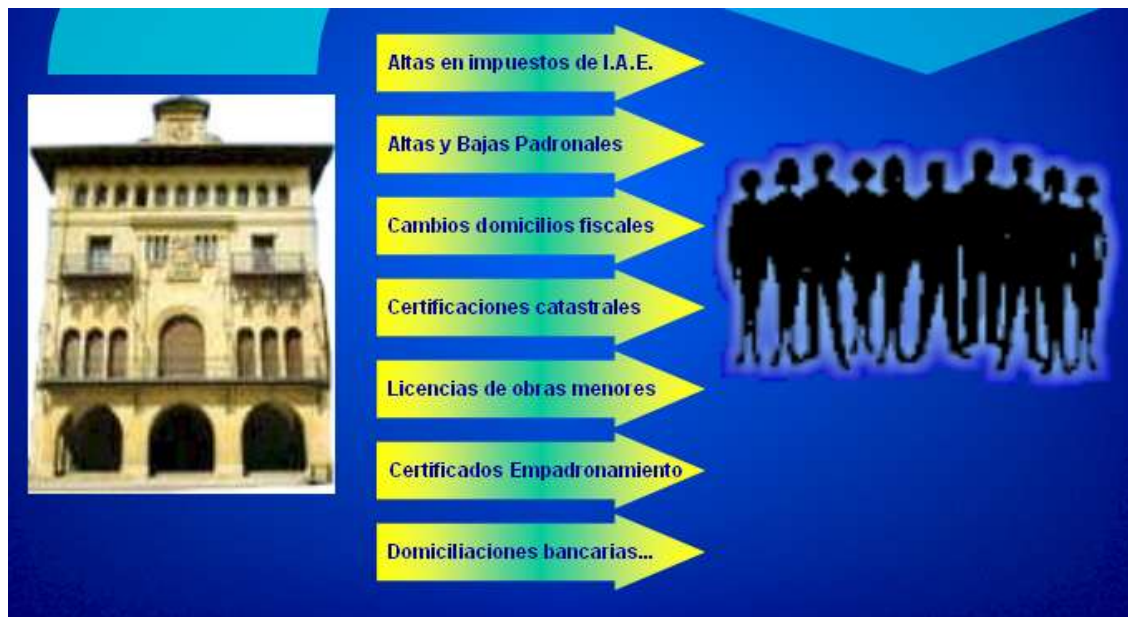 Altas en impuestos de I.A.E.
Altas y Bajas Padronales
Cambios domicilios fiscales
Certificaciones catastrales
Licencias de obras menores
Certificados Empadronamiento
Domiciliaciones bancarias...